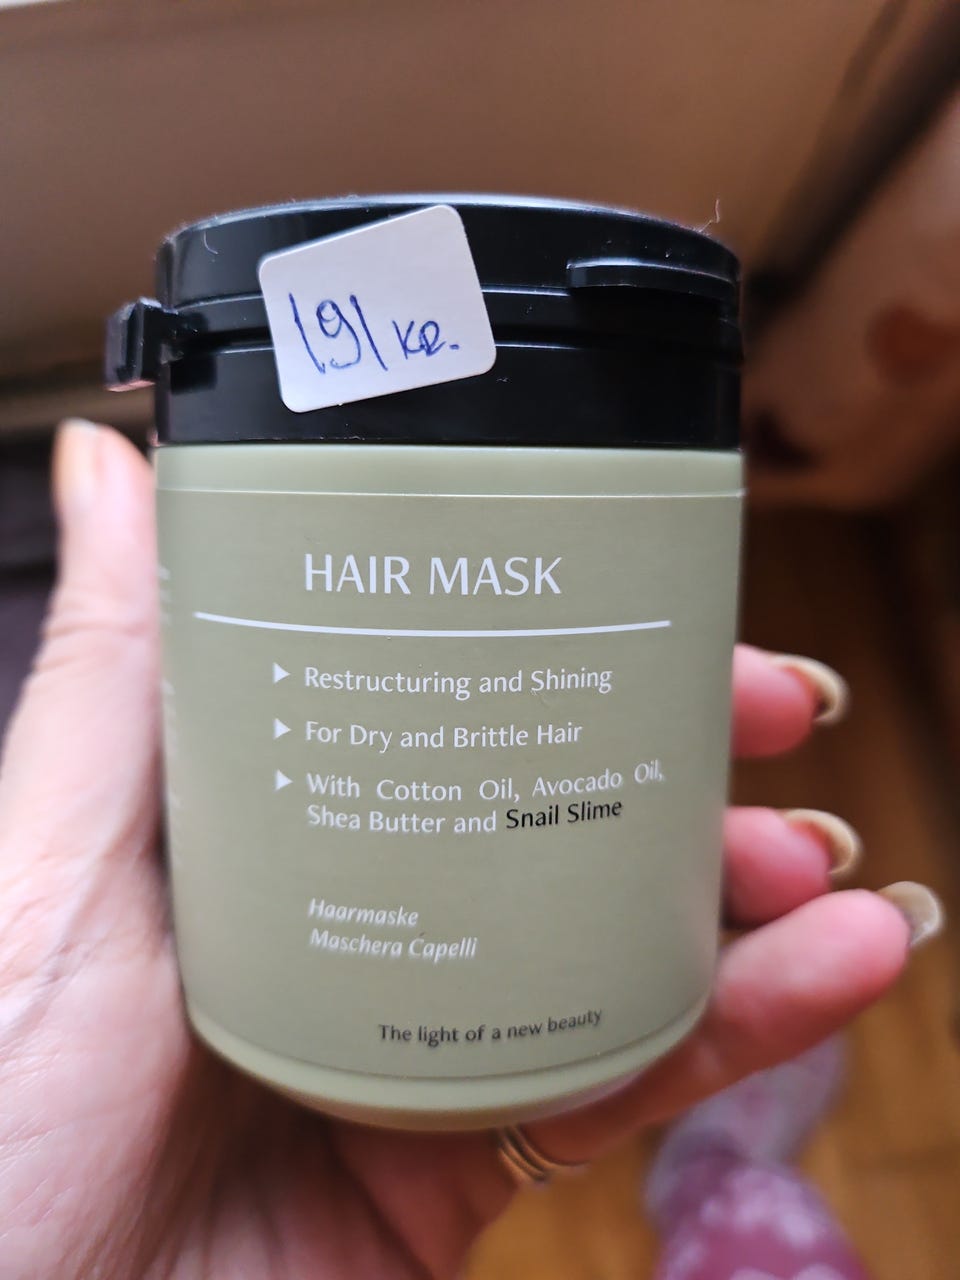 191 KR.
HAIR MASK
Restructuring and Shining
For Dry and Brittle Hair
With Cotton Oil, Avocado Oil,
Shea Butter and Snail Slime
Haarmaske
Maschera Capelli
The light of a new beauty